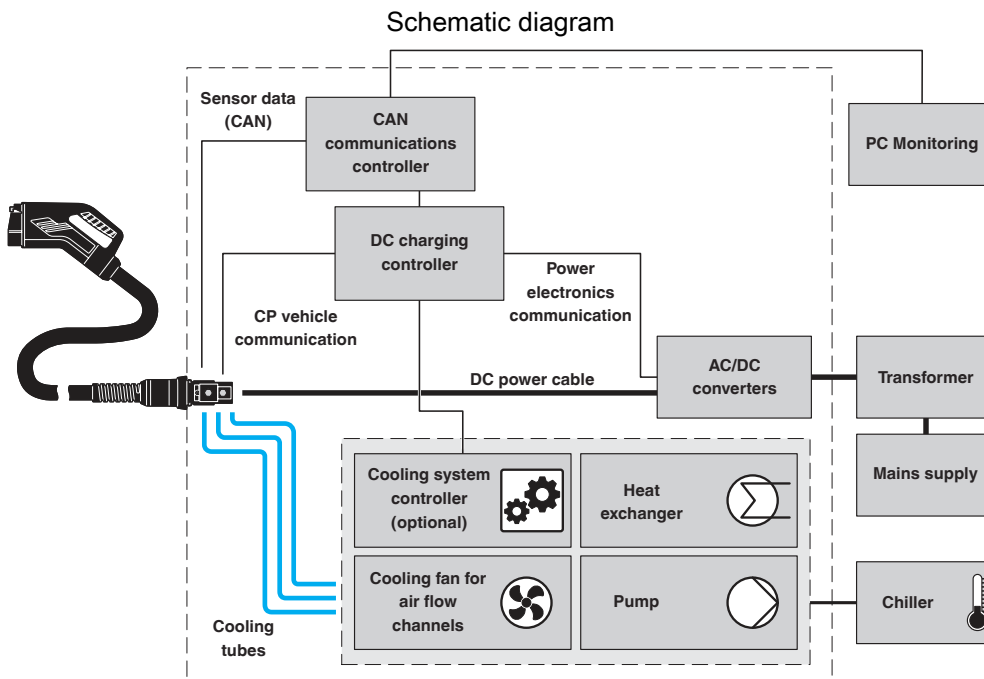 Schematic diagram
Sensor data
(CAN)
CAN
communications
controller
PC Monitoring
DC charging
controller
Power
electronics
communication
CP vehicle
communication
DC power cable
AC/DC
converters
Transformer
Mains supply
Cooling system
controller
(optional)
Heat
exchanger
Cooling fan for
air flow
channels
Pump
Chiller
Cooling
tubes